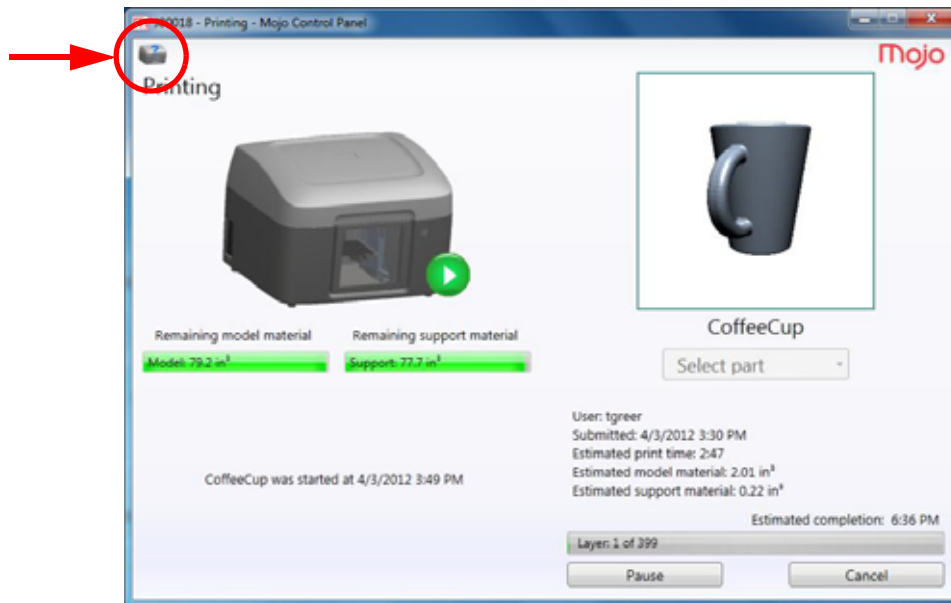 - Printing - Mojo Control Panel
mojo
Printing
Remaining model material
Remaining support material
Model: 79.2 in³
Support: 77.7 in³
CoffeeCup was started at 4/3/2012 3:49 PM
CoffeeCup
Select part
User: tgreer
Submitted: 4/3/2012 3:30 PM
Estimated print time: 2:47
Estimated model material: 2.01 in³
Estimated support material: 0.22 in³
Estimated completion: 6:36 PM
Layer: 1 of 399
Pause
Cancel